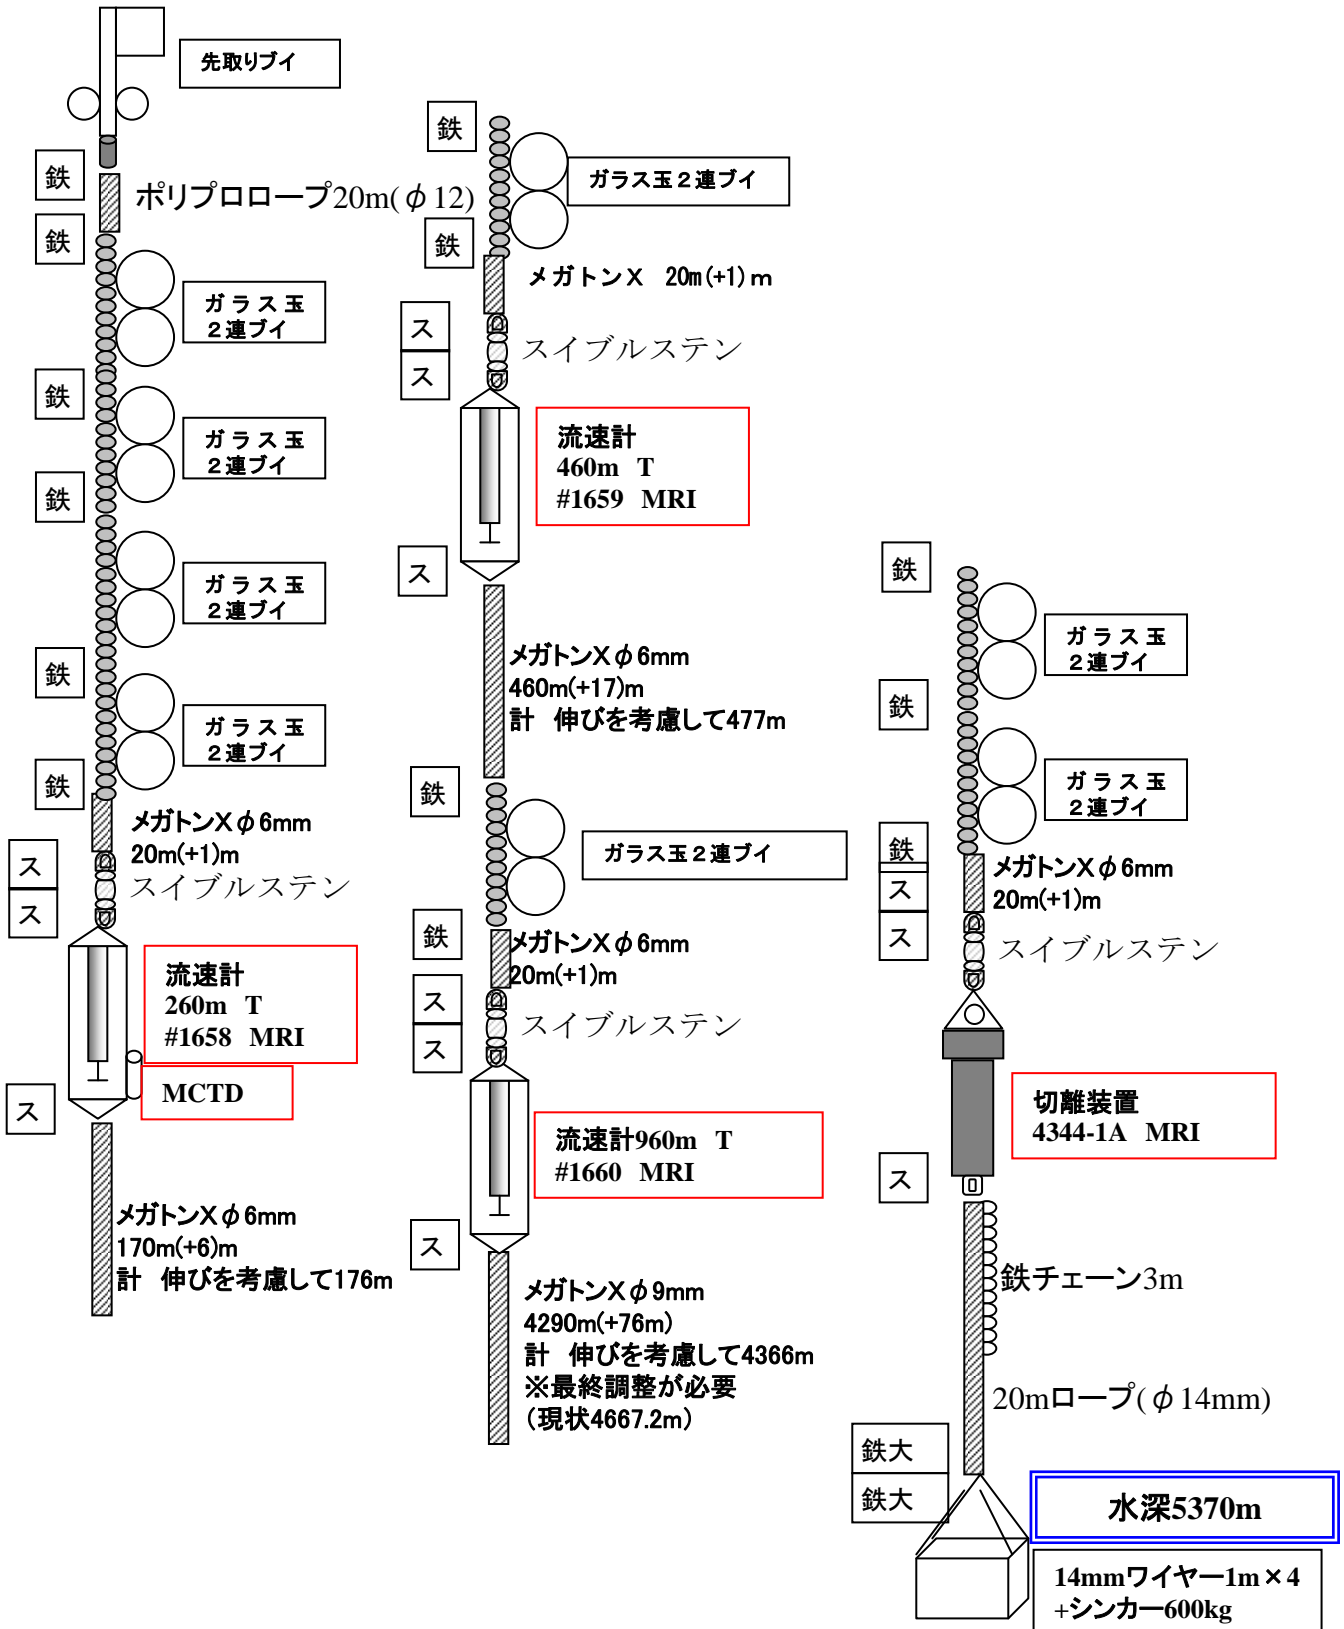 先取りブイ
鉄
ポリプロロープ20m(φ12)
鉄
ガラス玉
2連ブイ
鉄
ガラス玉
2連ブイ
鉄
ガラス玉
2連ブイ
鉄
ガラス玉
2連ブイ
鉄
メガトンXφ6mm
20m(+1)m
ス
スイブルステン
ス
流速計
260m T
#1658 MRI
MCTD
ス
メガトンXφ6mm
170m(+6)m
計 伸びを考慮して176m
鉄
ガラス玉2連ブイ
鉄
メガトンX 20m(+1)m
ス
スイブルステン
ス
流速計
460m T
#1659 MRI
ス
メガトンXφ6mm
460m(+17)m
計 伸びを考慮して477m
鉄
ガラス玉2連ブイ
鉄
メガトンXφ6mm
20m(+1)m
ス
スイブルステン
ス
流速計960m T
#1660 MRI
ス
メガトンXφ9mm
4290m(+76m)
計 伸びを考慮して4366m
※最終調整が必要
(現状4667.2m)
鉄
ガラス玉
2連ブイ
鉄
ガラス玉
2連ブイ
鉄
メガトンXφ6mm
20m(+1)m
ス
ス
スイブルステン
切離装置
4344-1A MRI
ス
鉄チェーン3m
20mロープ(φ14mm)
鉄大
鉄大
水深5370m
14mmワイヤー1m×4
+シンカー600kg